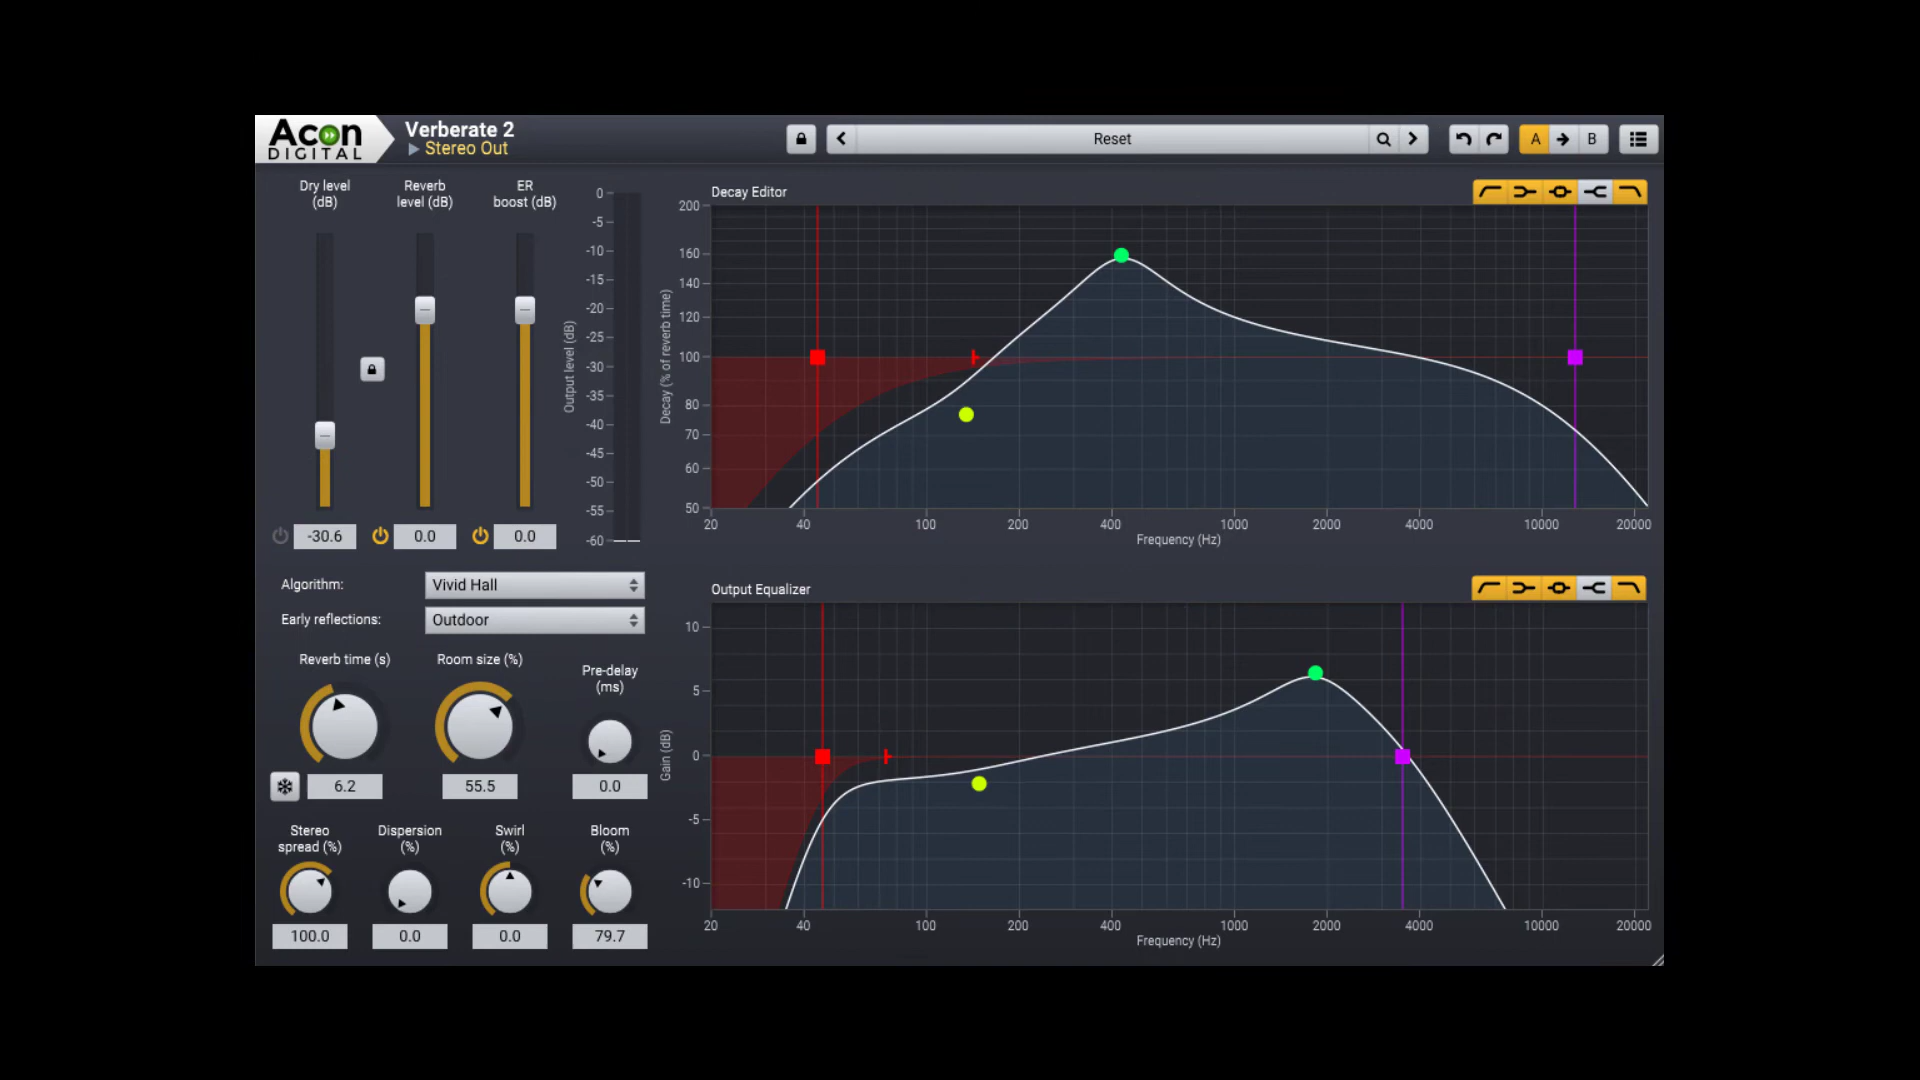 Acon
DIGITAL
Verberate 2
Stereo Out
Reset
A
B
Dry level
(dB)
Reverb
level (dB)
ER
boost (dB)
0
-5
-10
-15
-20
-25
-30
-35
-40
-45
-50
-55
-60
Output level (dB)
-30.6
0.0
0.0
Algorithm:
Vivid Hall
Early reflections:
Outdoor
Reverb time (s)
Room size (%)
Pre-delay
(ms)
6.2
55.5
0.0
Stereo
spread (%)
Dispersion
(%)
Swirl
(%)
Bloom
(%)
100.0
0.0
0.0
79.7
Decay Editor
200
160
140
120
100
80
70
60
50
Decay (% of reverb time)
20 40 100 200 400 1000 2000 4000 10000 20000
Frequency (Hz)
Output Equalizer
10
5
0
-5
-10
Gain (dB)
20 40 100 200 400 1000 2000 4000 10000 20000
Frequency (Hz)